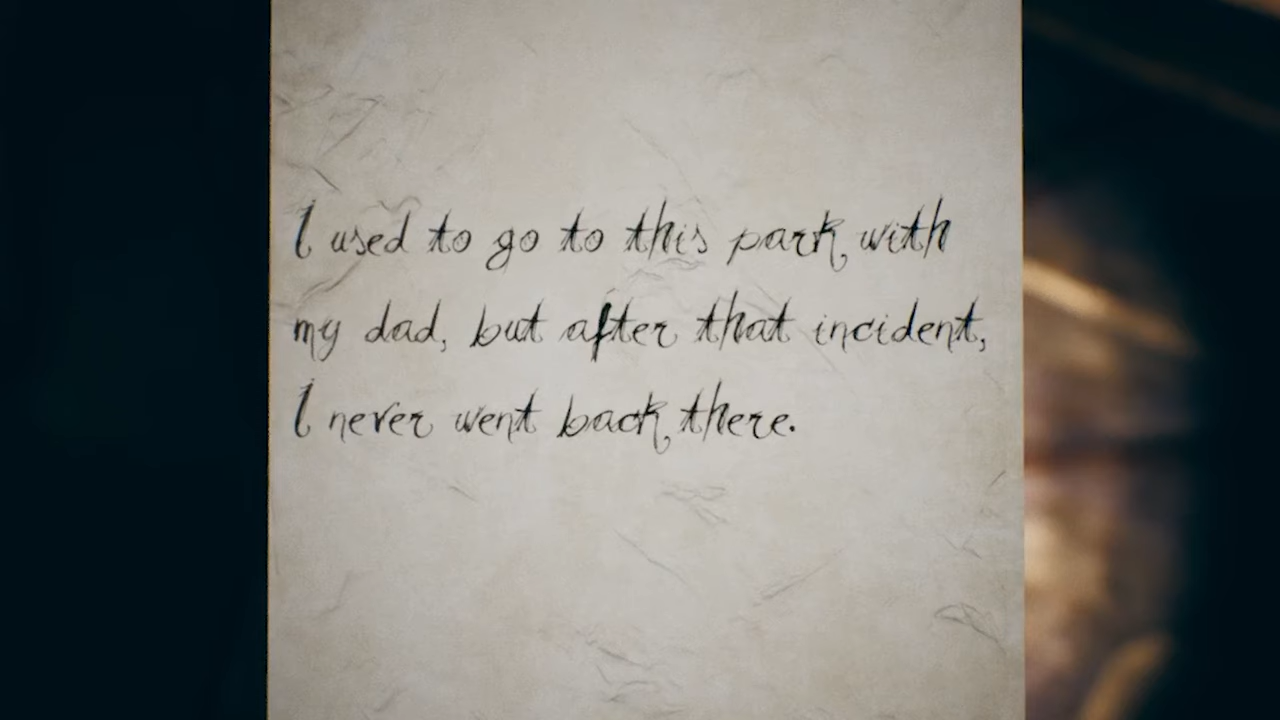 I used to go to this park with
my dad, but after that incident,
I never went back there.